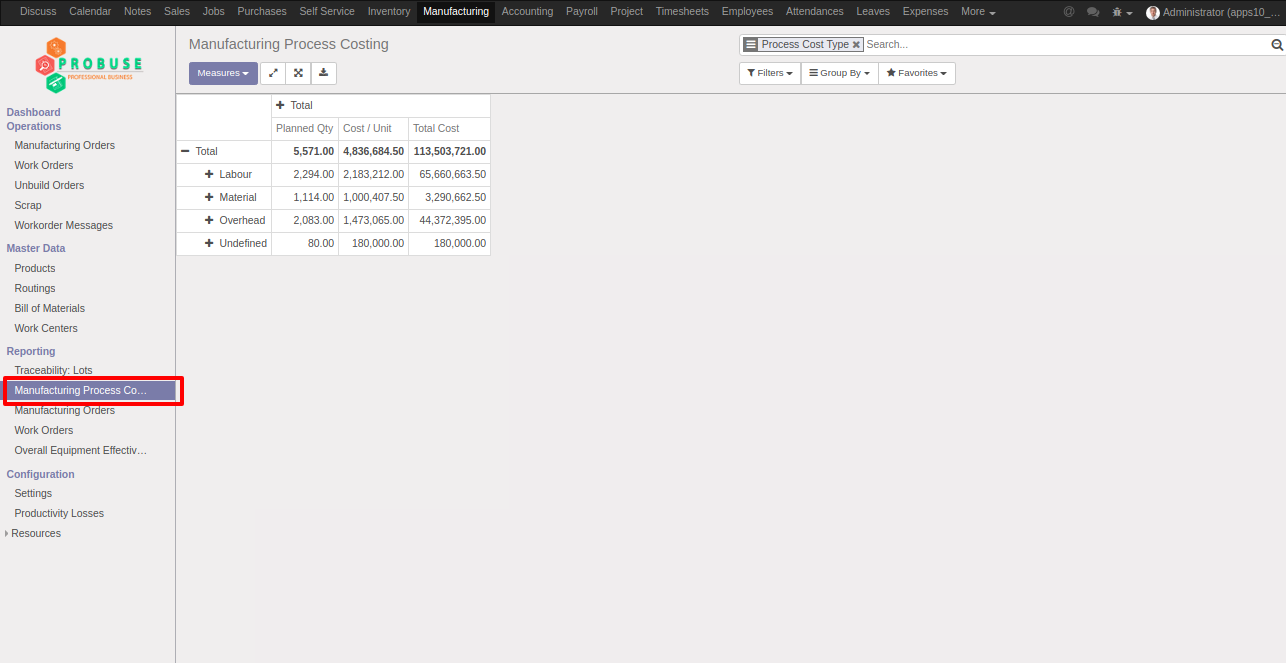 Discuss Calendar Notes Sales Jobs Purchases Self Service Inventory Manufacturing Accounting Payroll Project Timesheets Employees Attendances Leaves Expenses More @ Administrator (apps10_...
PROBUSE
PROFESSIONAL BUSINESS
Dashboard
Operations
Manufacturing Orders
Work Orders
Unbuild Orders
Scrap
Workorder Messages
Master Data
Products
Routings
Bill of Materials
Work Centers
Reporting
Traceability: Lots
Manufacturing Process Co...
Manufacturing Orders
Work Orders
Overall Equipment Effectiv...
Configuration
Settings
Productivity Losses
Resources
Manufacturing Process Costing
Process Cost Type Search...
Measures
Filters Group By Favorites
Total
Planned Qty Cost / Unit Total Cost
Total 5,571.00 4,836,684.50 113,503,721.00
Labour 2,294.00 2,183,212.00 65,660,663.50
Material 1,114.00 1,000,407.50 3,290,662.50
Overhead 2,083.00 1,473,065.00 44,372,395.00
Undefined 80.00 180,000.00 180,000.00